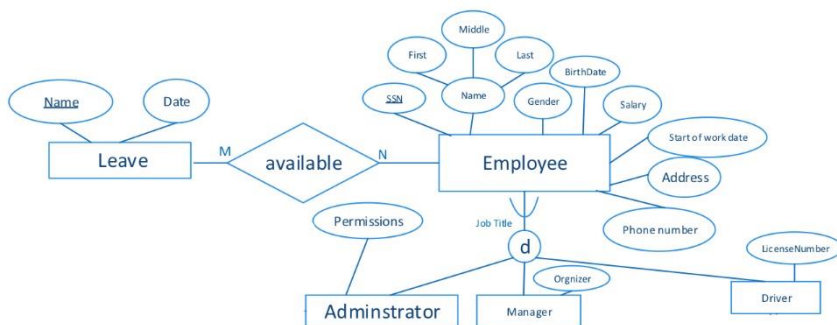 Middle
First
Last
BirthDate
Name
Date
SSN
Name
Gender
Salary
Start of work date
M
N
Leave
available
Employee
Address
Permissions
Job Title
Phone number
d
LicenseNumber
Orgnizer
Adminstrator
Manager
Driver